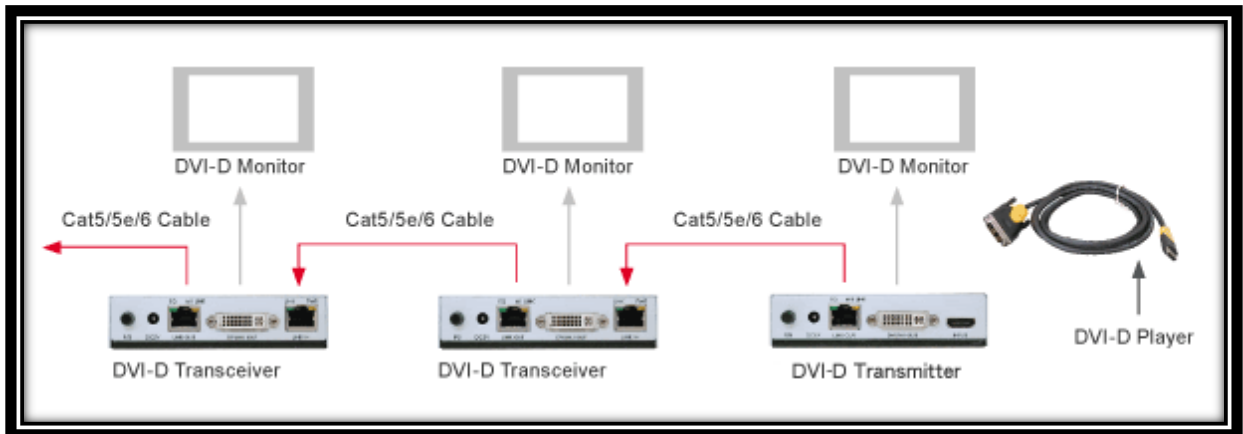 DVI-D Monitor
DVI-D Monitor
DVI-D Monitor
Cat5/5e/6 Cable
Cat5/5e/6 Cable
Cat5/5e/6 Cable
DVI-D Transceiver
DVI-D Transceiver
DVI-D Transmitter
DVI-D Player